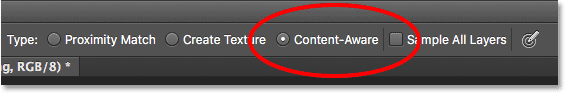 Type: Proximity Match Create Texture Content-Aware Sample All Layers
g, RGB/8) *